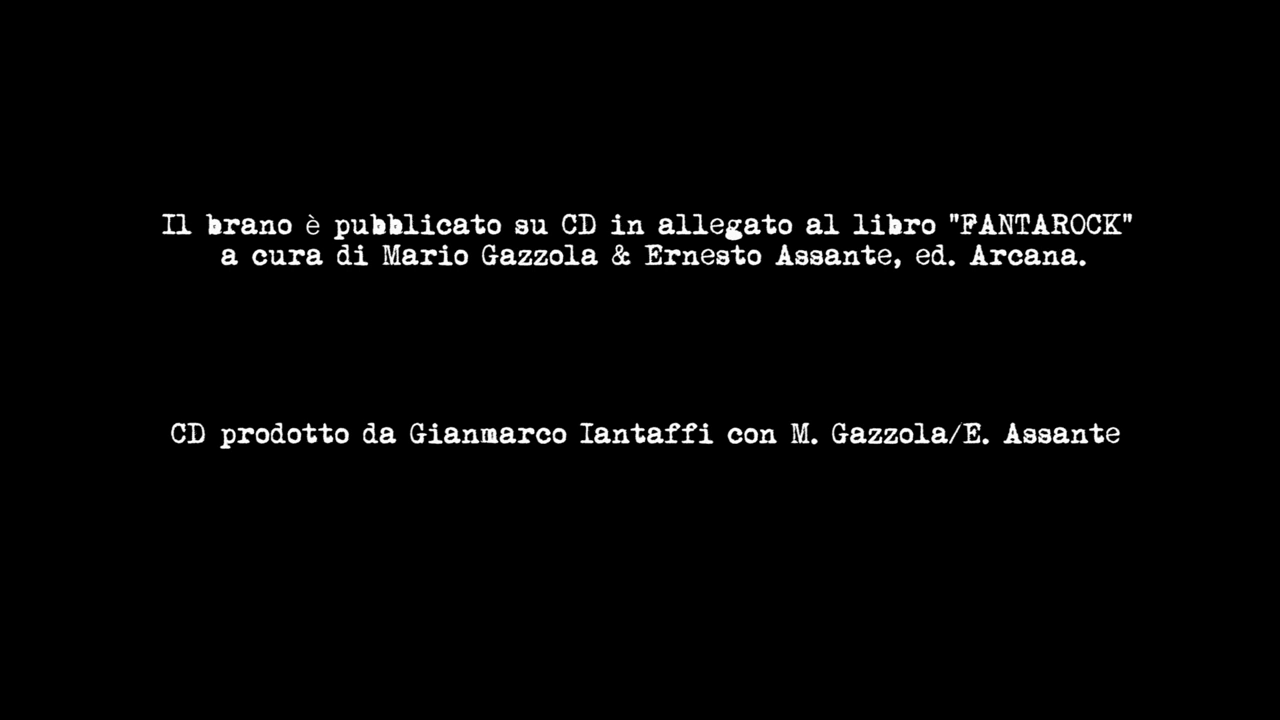 Il brano è pubblicato su CD in allegato al libro "FANTAROCK"
a cura di Mario Gazzola & Ernesto Assante, ed. Arcana.
CD prodotto da Gianmarco Iantaffi con M. Gazzola/E. Assante